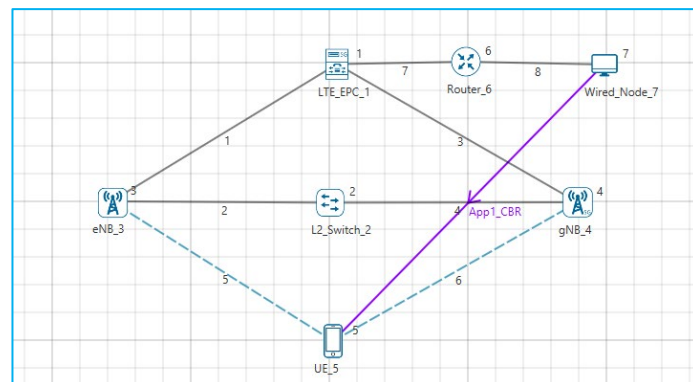 1
6
7
7
8
LTE_EPC_1
Router_6
Wired_Node_7
1
3
3
2
4
2
4
App1_CBR
eNB_3
L2_Switch_2
gNB_4
5
6
5
UE_5